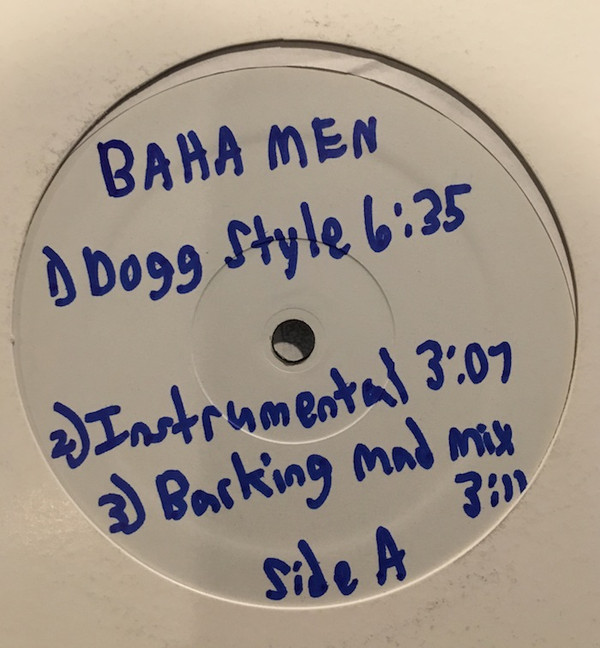 BAHA MEN
1) Dogg Style 6:35
2) Instrumental 3:07
3) Barking mad mix
3:11
Side A